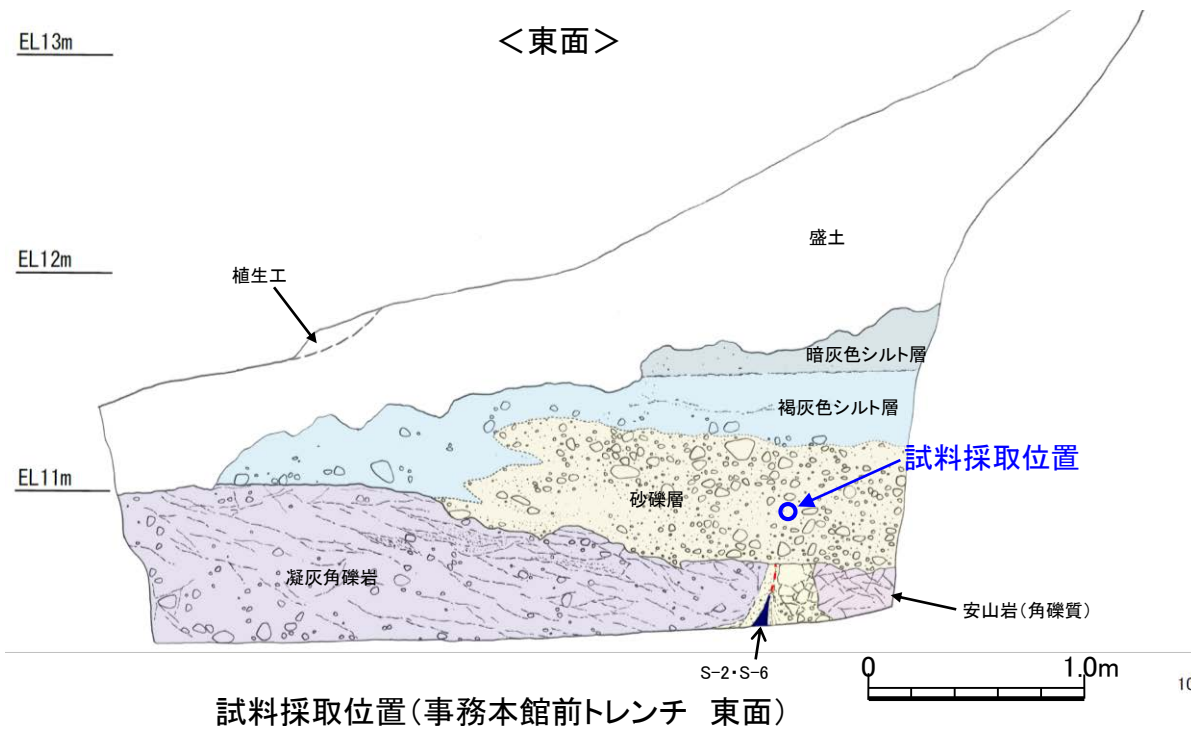 EL13m
＜東面＞
盛土
EL12m
植生工
暗灰色シルト層
褐灰色シルト層
試料採取位置
EL11m
砂礫層
凝灰角礫岩
安山岩(角礫質)
S-2・S-6
0
1.0m
10
試料採取位置(事務本館前トレンチ 東面)